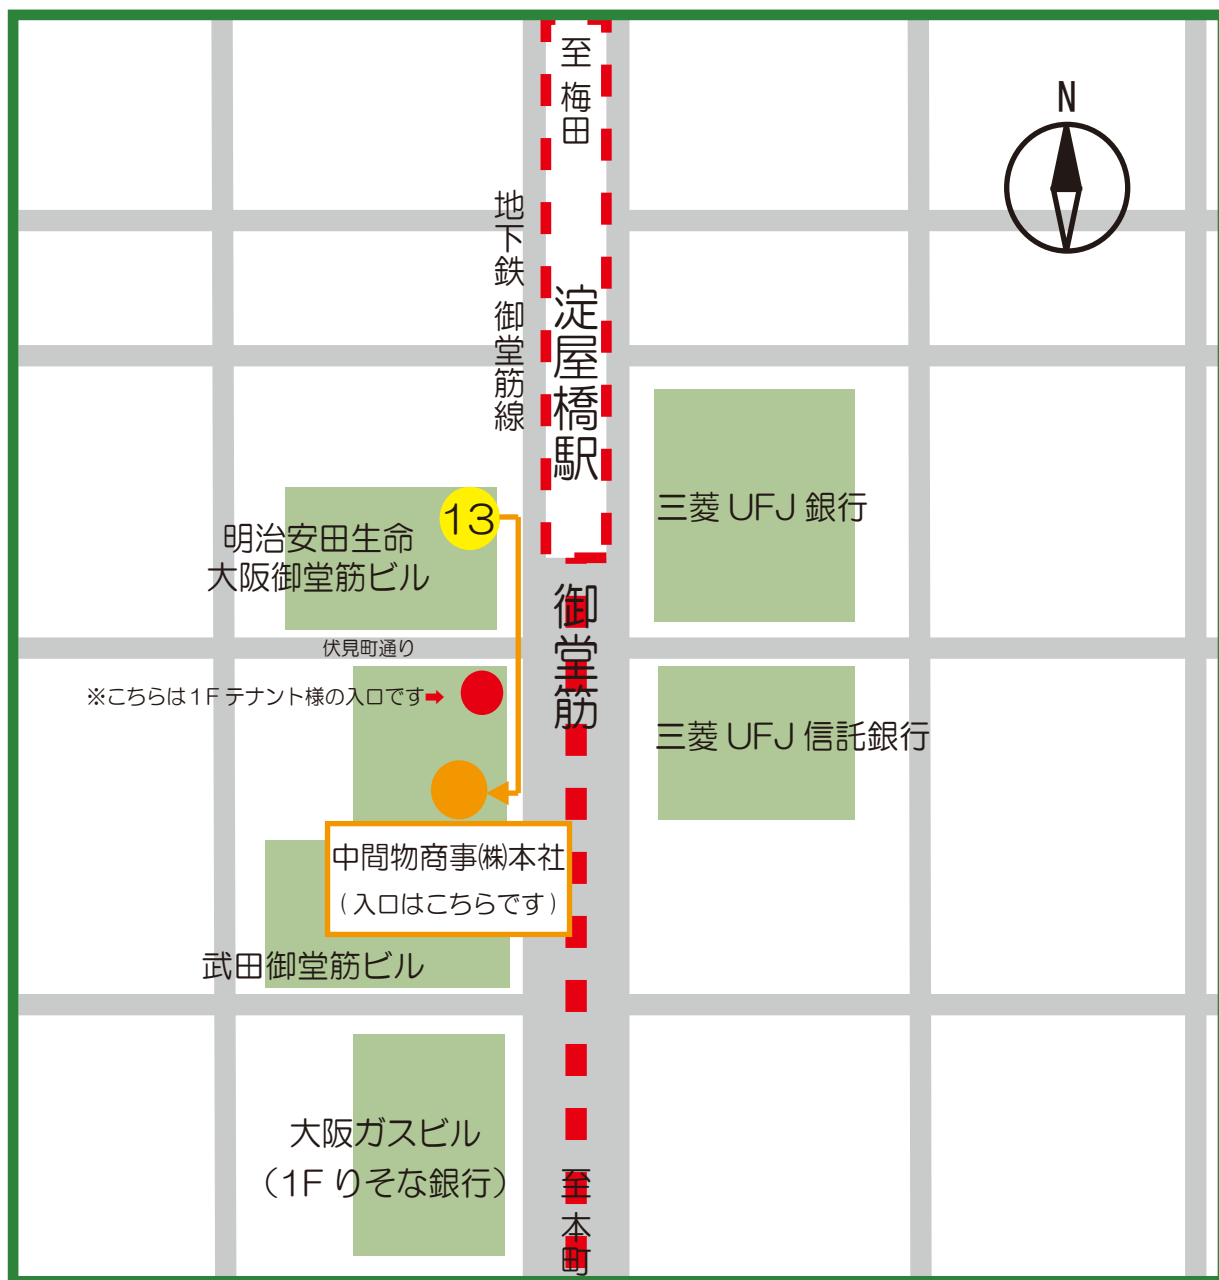 至 梅田
N
地下鉄 御堂筋線
淀屋橋駅
三菱 UFJ 銀行
13
明治安田生命
大阪御堂筋ビル
御堂筋
伏見町通り
※こちらは1F テナント様の入口です➡
三菱 UFJ 信託銀行
中間物商事㈱本社
(入口はこちらです)
武田御堂筋ビル
大阪ガスビル
(1F りそな銀行)
至 本町